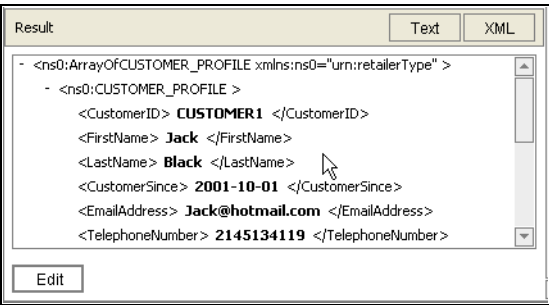 Result Text XML
- <ns0:ArrayOfCUSTOMER_PROFILE xmlns:ns0="urn:retailerType" >
- <ns0:CUSTOMER_PROFILE >
<CustomerID> CUSTOMER1 </CustomerID>
<FirstName> Jack </FirstName>
<LastName> Black </LastName>
<CustomerSince> 2001-10-01 </CustomerSince>
<EmailAddress> Jack@hotmail.com </EmailAddress>
<TelephoneNumber> 2145134119 </TelephoneNumber>
Edit